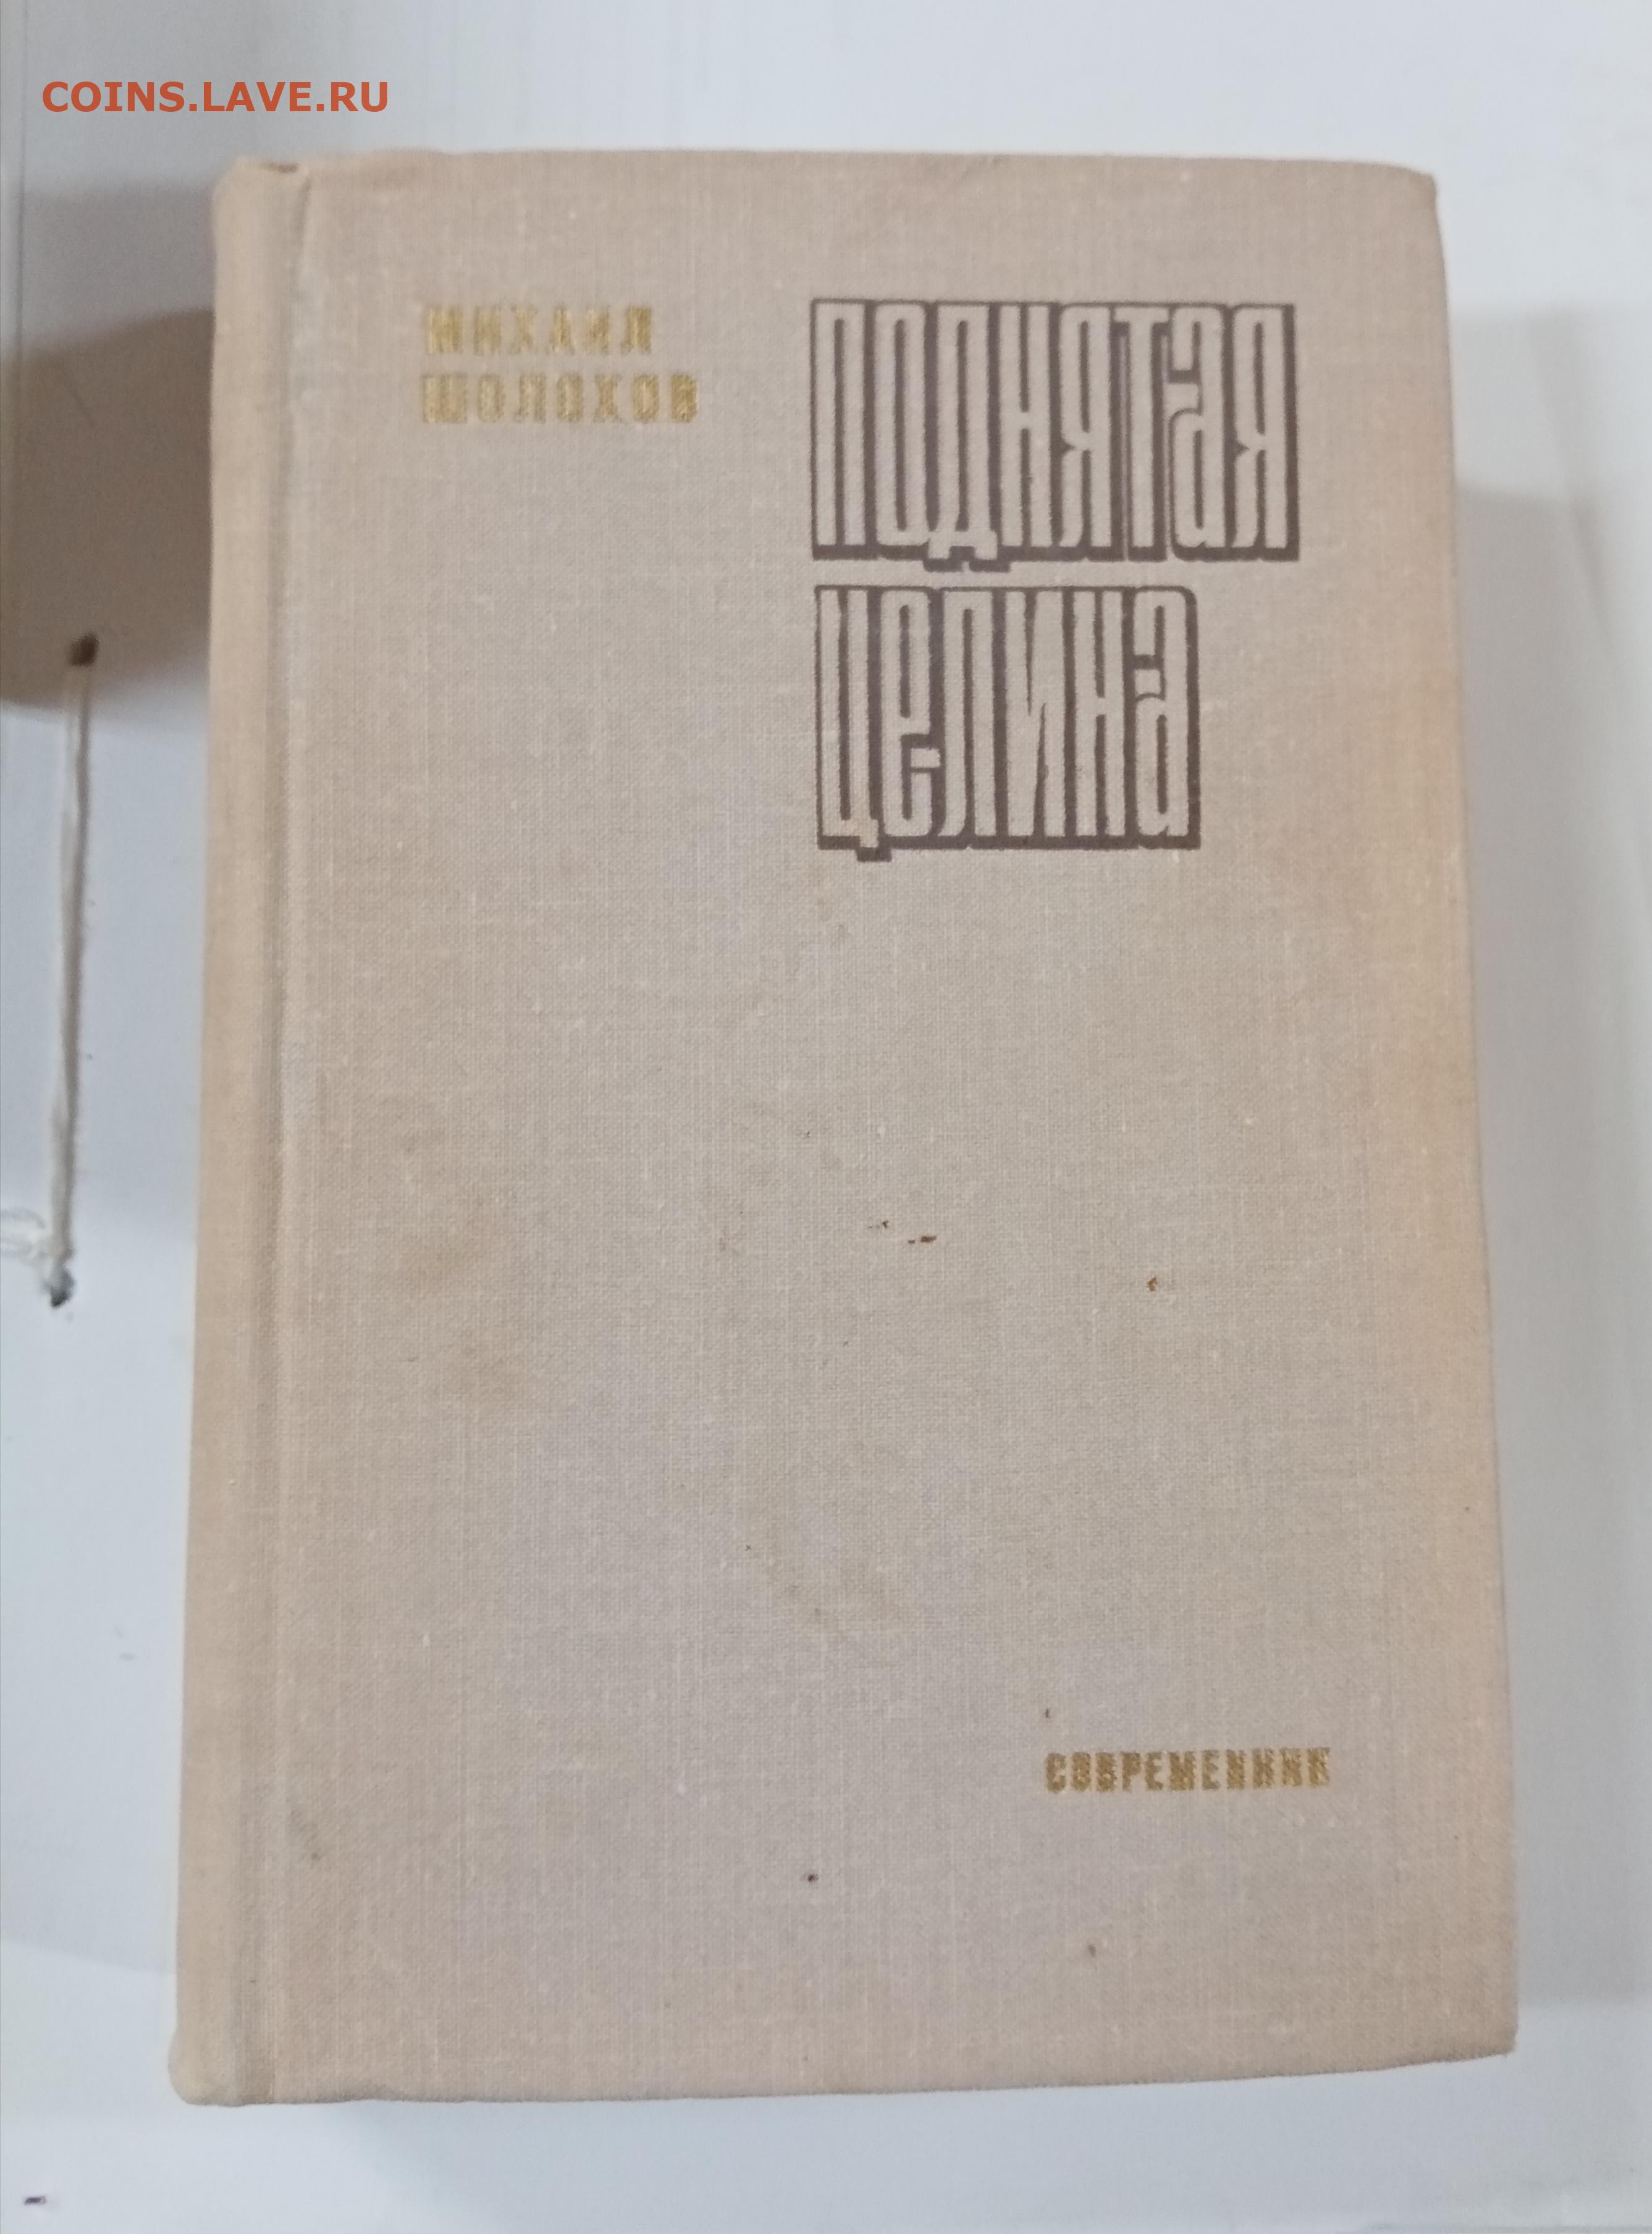 COINS.LAVE.RU
МИХАИЛ
ШОЛОХОВ
ПОДНЯТАЯ
ЦЕЛИНА
СОВРЕМЕННИК